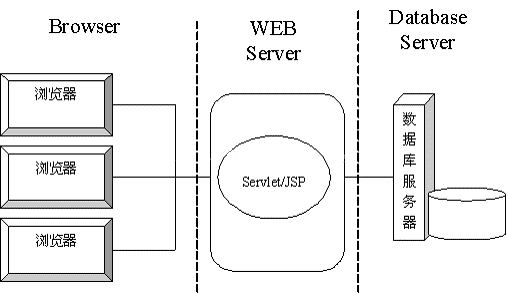 Browser
WEB
Server
Database
Server
浏览器
浏览器
浏览器
Servlet/JSP
数据库服务器